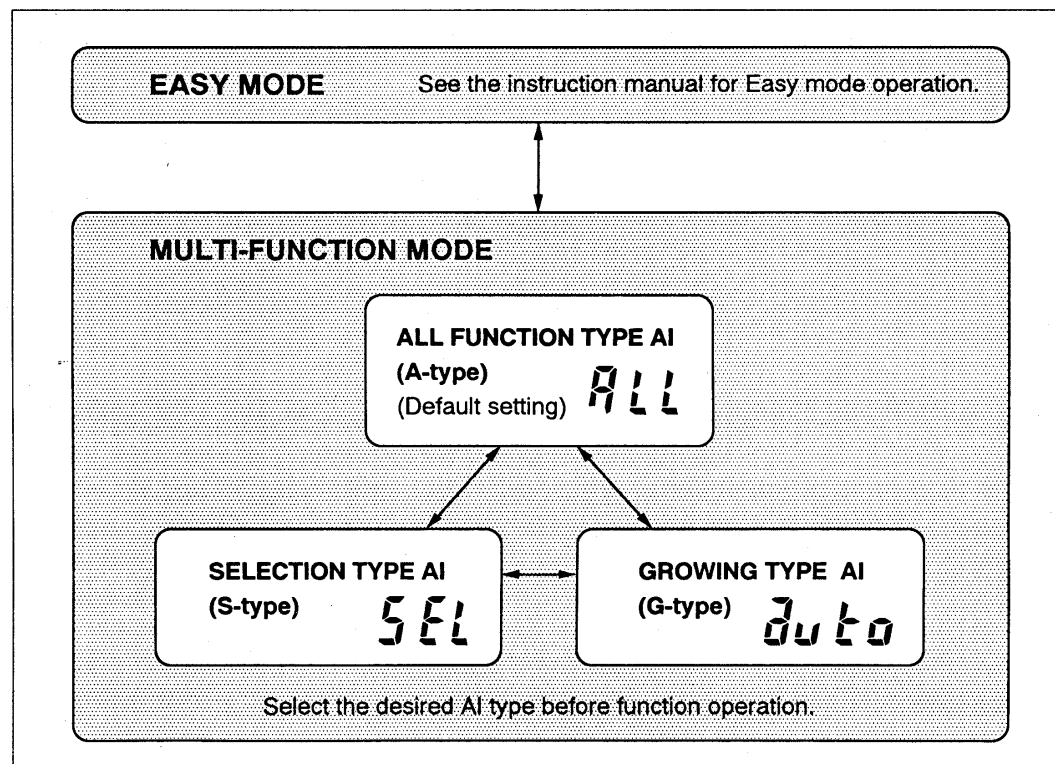 EASY MODE See the instruction manual for Easy mode operation.
MULTI-FUNCTION MODE
ALL FUNCTION TYPE AI
(A-type)
(Default setting) ALL
SELECTION TYPE AI
(S-type) SEL
GROWING TYPE AI
(G-type) auto
Select the desired AI type before function operation.